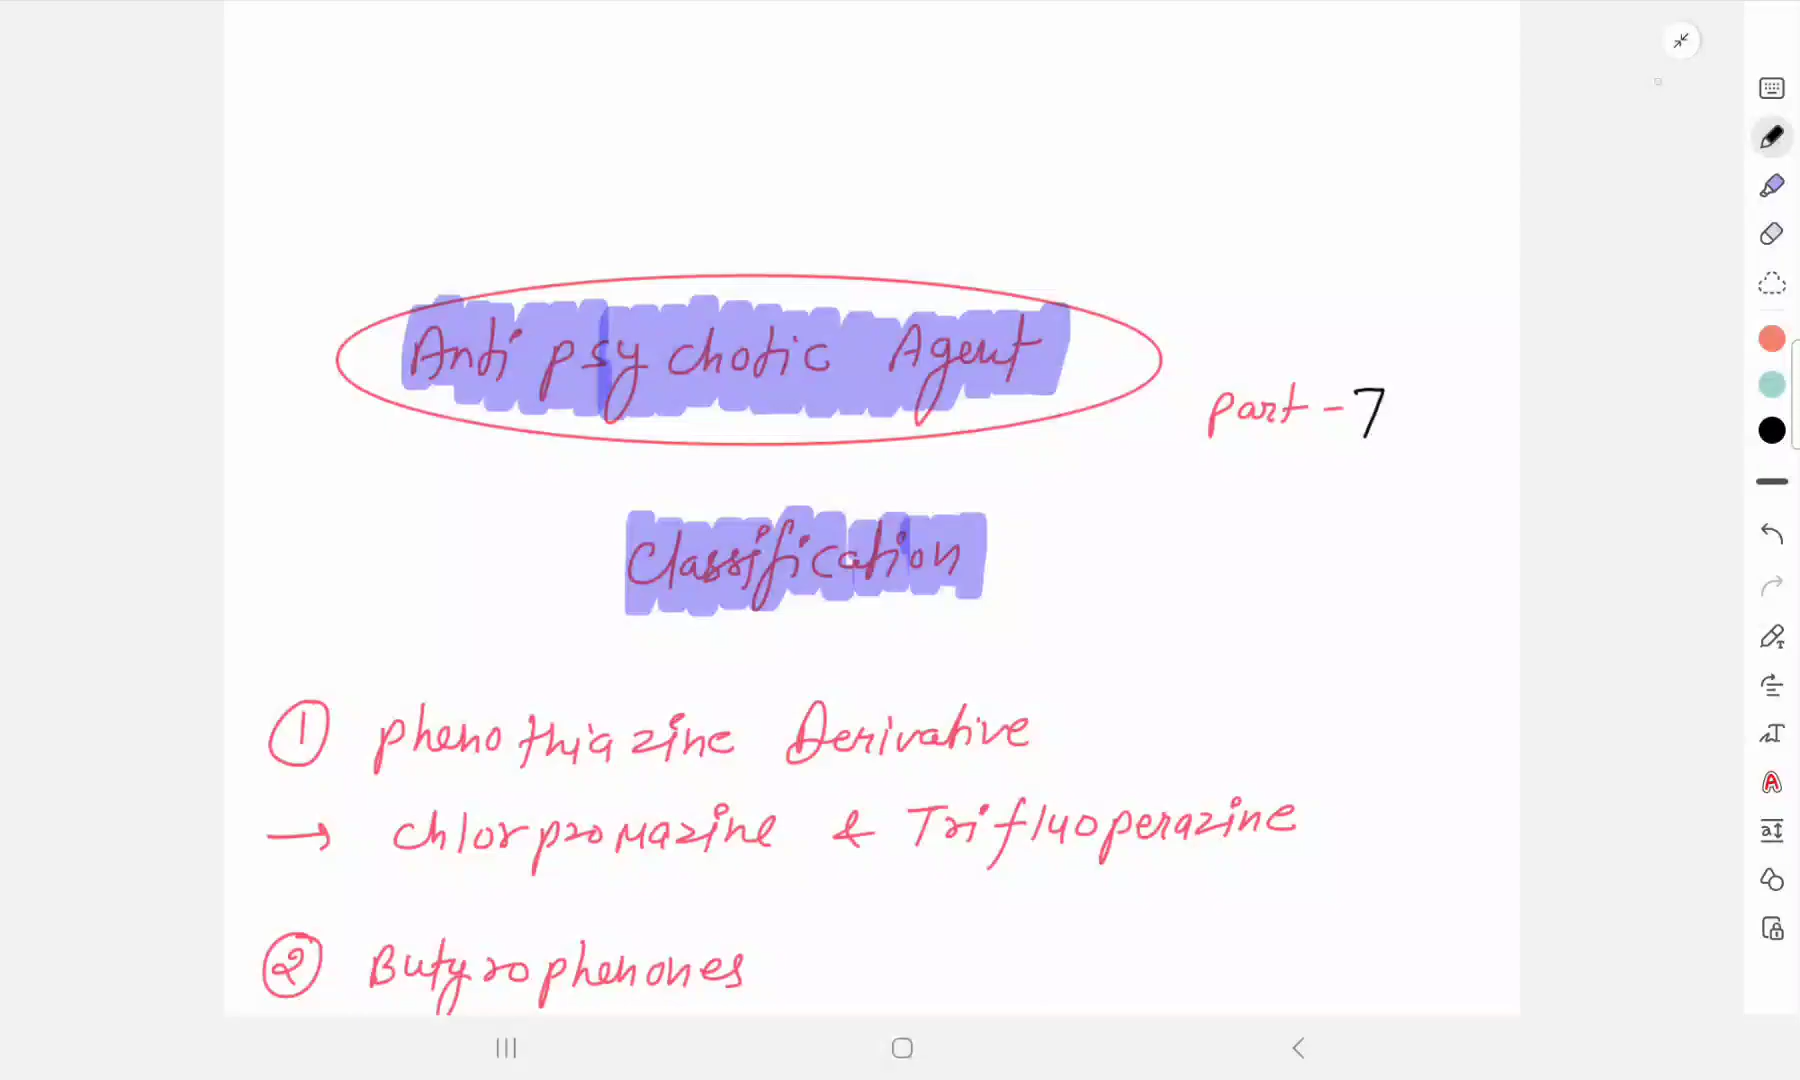 Anti psychotic Agent
part - 7
Classification
① phenothiazine Derivative
→ chlorpromazine & Trifluoperazine
② Butyrophenones